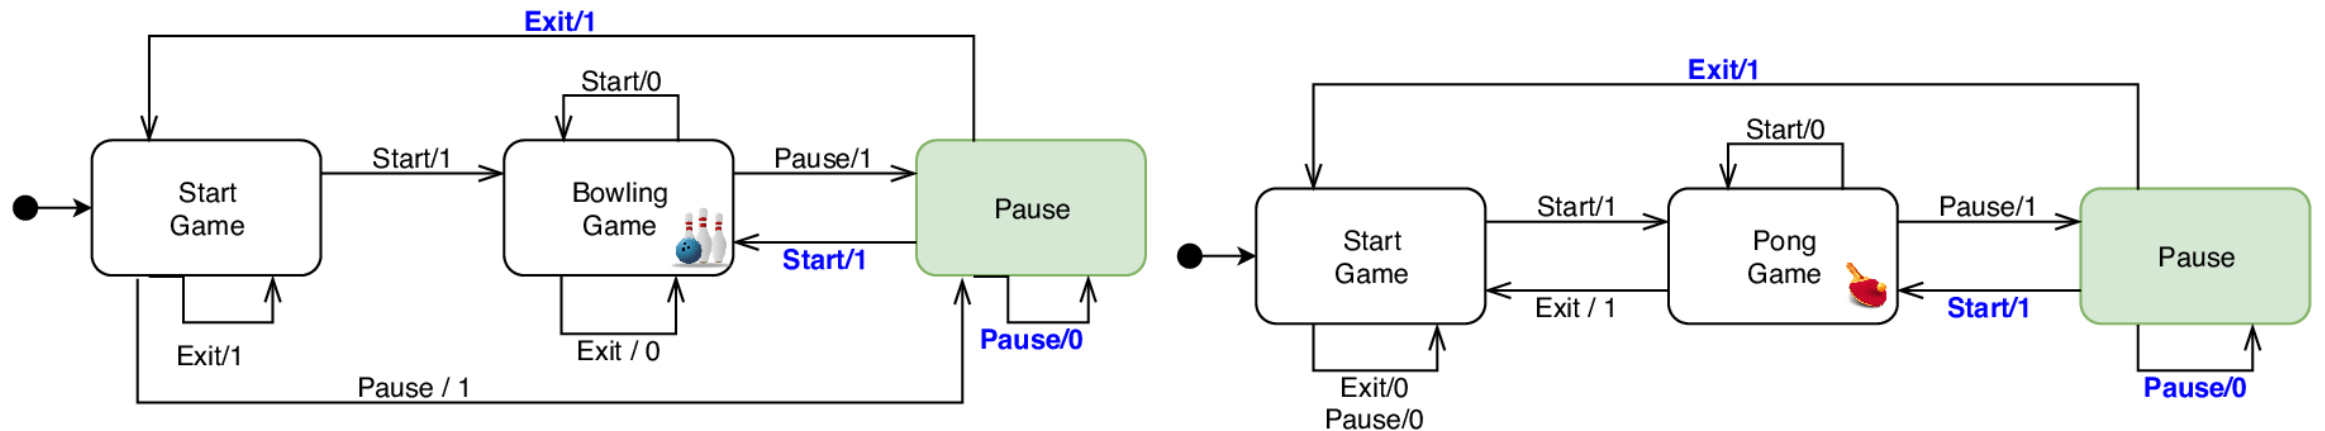 Exit/1
Start/0
Start/1
Pause/1
Start
Game
Bowling
Game
Pause
Start/1
Pause/0
Exit/1
Exit / 0
Pause / 1
Exit/1
Start/0
Start/1
Pause/1
Start
Game
Pong
Game
Pause
Exit / 1
Start/1
Exit/0
Pause/0
Pause/0